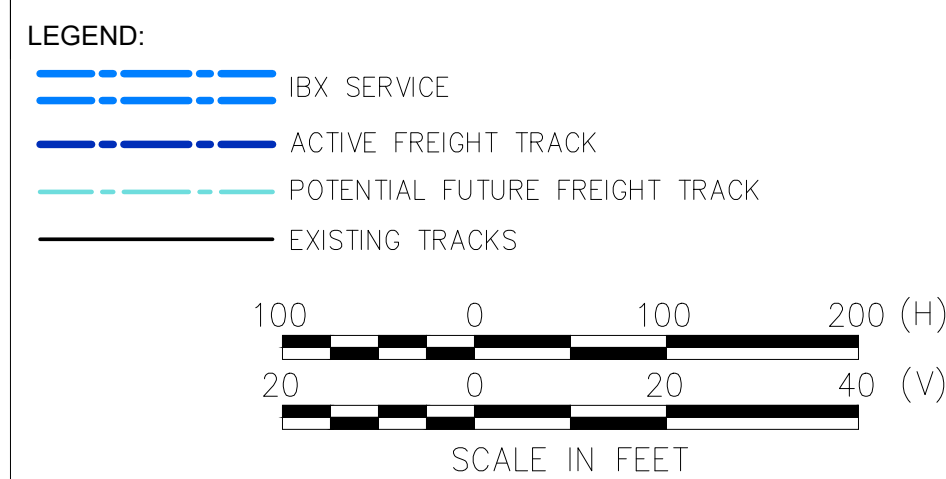 LEGEND:
IBX SERVICE
ACTIVE FREIGHT TRACK
POTENTIAL FUTURE FREIGHT TRACK
EXISTING TRACKS
100 0 100 200 (H)
20 0 20 40 (V)
SCALE IN FEET